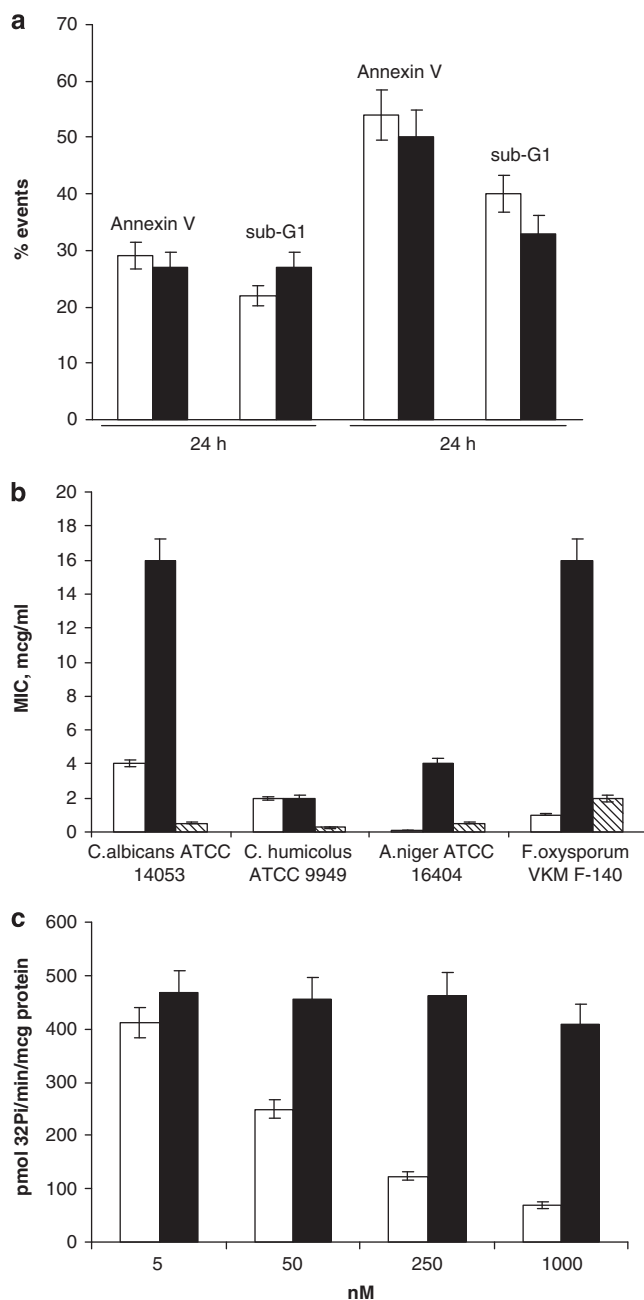 a
70
60
50
40
30
20
10
0
% events
Annexin V
sub-G1
Annexin V
sub-G1
24 h
24 h
b
20
18
16
14
12
10
8
6
4
2
0
MIC, mcg/ml
C.albicans ATCC
14053
C. humicolus
ATCC 9949
A.niger ATCC
16404
F.oxysporum
VKM F-140
c
600
500
400
300
200
100
0
pmol 32Pi/min/mcg protein
5
50
250
1000
nM